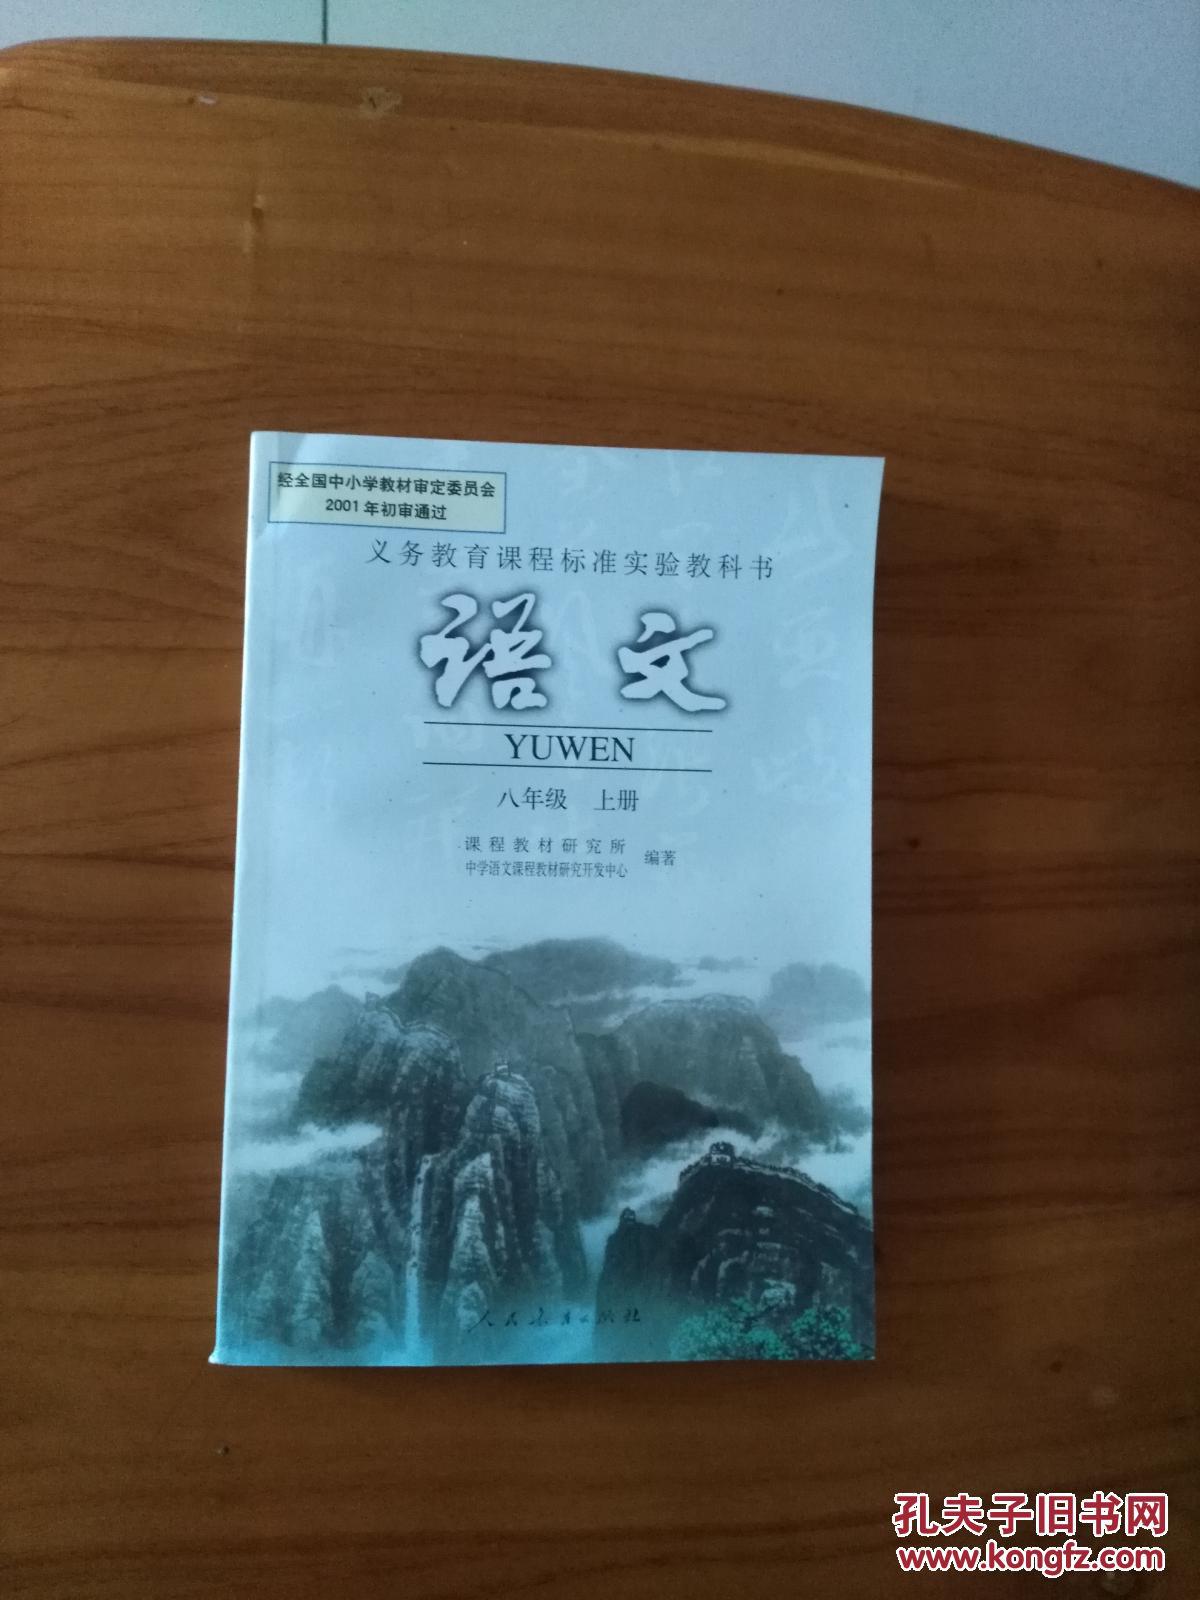 经全国中小学教材审定委员会
2001年初审通过
义务教育课程标准实验教科书
语文
YUWEN
八年级 上册
课程教材研究所
中学语文课程教材研究开发中心
编著
人民教育出版社
孔夫子旧书网
www.kongfz.com